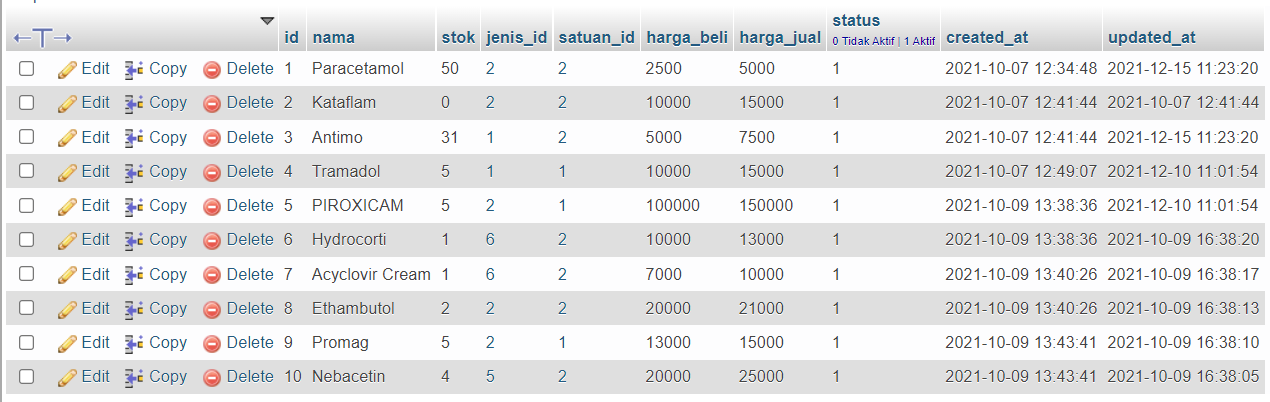 id nama stok jenis_id satuan_id harga_beli harga_jual status 0 Tidak Aktif | 1 Aktif created_at updated_at
Edit Copy Delete 1 Paracetamol 50 2 2 2500 5000 1 2021-10-07 12:34:48 2021-12-15 11:23:20
Edit Copy Delete 2 Kataflam 0 2 2 10000 15000 1 2021-10-07 12:41:44 2021-10-07 12:41:44
Edit Copy Delete 3 Antimo 31 1 2 5000 7500 1 2021-10-07 12:41:44 2021-12-15 11:23:20
Edit Copy Delete 4 Tramadol 5 1 1 10000 15000 1 2021-10-07 12:49:07 2021-12-10 11:01:54
Edit Copy Delete 5 PIROXICAM 5 2 1 100000 150000 1 2021-10-09 13:38:36 2021-12-10 11:01:54
Edit Copy Delete 6 Hydrocorti 1 6 2 10000 13000 1 2021-10-09 13:38:36 2021-10-09 16:38:20
Edit Copy Delete 7 Acyclovir Cream 1 6 2 7000 10000 1 2021-10-09 13:40:26 2021-10-09 16:38:17
Edit Copy Delete 8 Ethambutol 2 2 2 20000 21000 1 2021-10-09 13:40:26 2021-10-09 16:38:13
Edit Copy Delete 9 Promag 5 2 1 13000 15000 1 2021-10-09 13:43:41 2021-10-09 16:38:10
Edit Copy Delete 10 Nebacetin 4 5 2 20000 25000 1 2021-10-09 13:43:41 2021-10-09 16:38:05